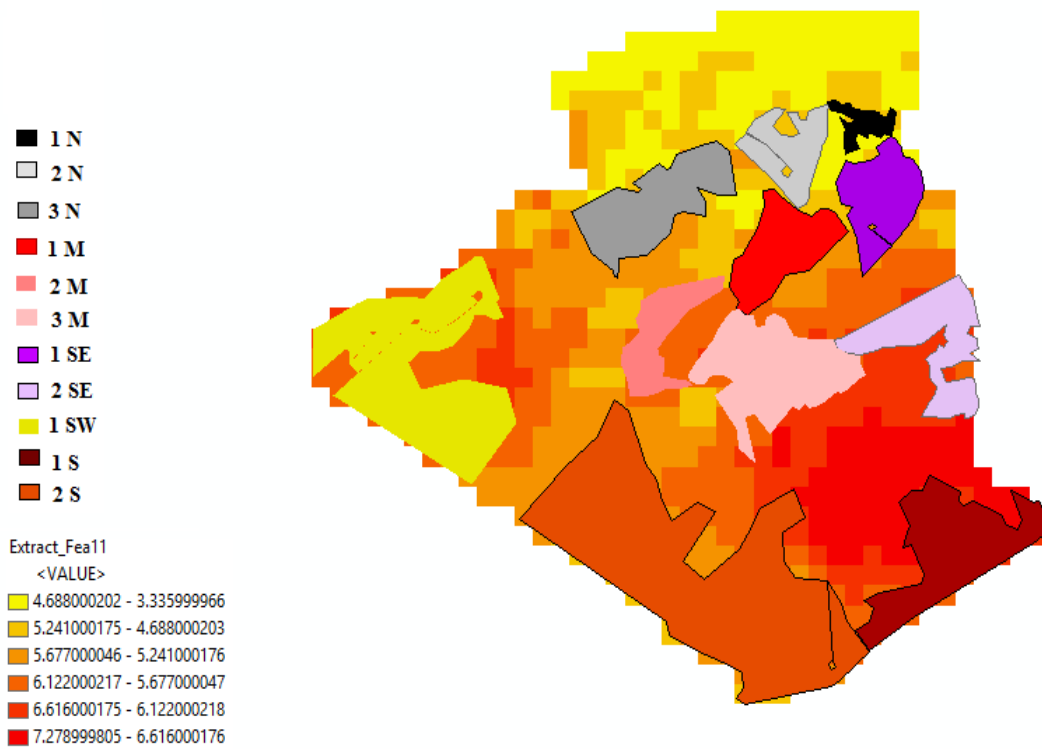 1 N
2 N
3 N
1 M
2 M
3 M
1 SE
2 SE
1 SW
1 S
2 S
Extract_Fea11
<VALUE>
4.688000202 - 3.335999966
5.241000175 - 4.688000203
5.677000046 - 5.241000176
6.122000217 - 5.677000047
6.616000175 - 6.122000218
7.278999805 - 6.616000176